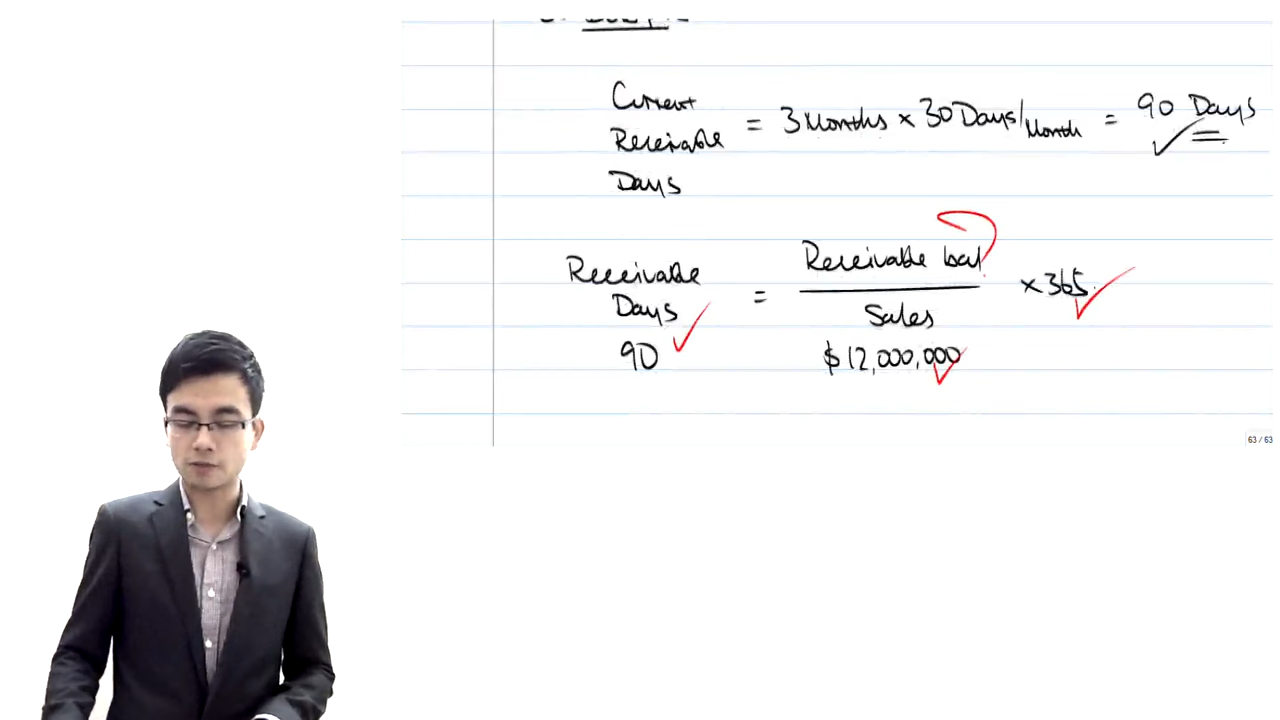 Current
Receivable = 3 Months × 30 Days/Month = 90 Days
Days
Receivable Days = Receivable bal / Sales × 365
90 $12,000,000
63 / 63